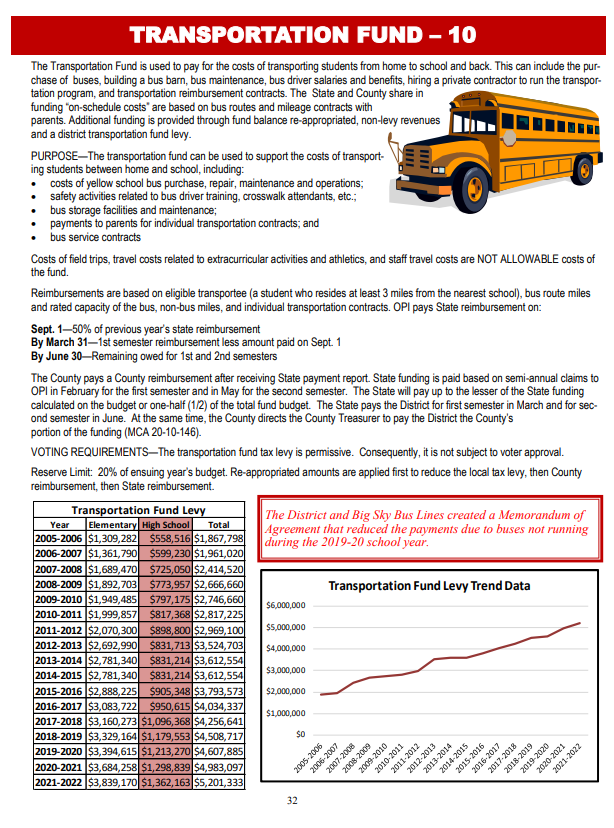 TRANSPORTATION FUND – 10
The Transportation Fund is used to pay for the costs of transporting students from home to school and back. This can include the pur-
chase of buses, building a bus barn, bus maintenance, bus driver salaries and benefits, hiring a private contractor to run the transpor-
tation program, and transportation reimbursement contracts. The State and County share in
funding “on-schedule costs” are based on bus routes and mileage contracts with
parents. Additional funding is provided through fund balance re-appropriated, non-levy revenues
and a district transportation fund levy.
PURPOSE—The transportation fund can be used to support the costs of transport-
ing students between home and school, including:
• costs of yellow school bus purchase, repair, maintenance and operations;
• safety activities related to bus driver training, crosswalk attendants, etc.;
• bus storage facilities and maintenance;
• payments to parents for individual transportation contracts; and
• bus service contracts
Costs of field trips, travel costs related to extracurricular activities and athletics, and staff travel costs are NOT ALLOWABLE costs of
the fund.
Reimbursements are based on eligible transportee (a student who resides at least 3 miles from the nearest school), bus route miles
and rated capacity of the bus, non-bus miles, and individual transportation contracts. OPI pays State reimbursement on:
Sept. 1—50% of previous year’s state reimbursement
By March 31—1st semester reimbursement less amount paid on Sept. 1
By June 30—Remaining owed for 1st and 2nd semesters
The County pays a County reimbursement after receiving State payment report. State funding is paid based on semi-annual claims to
OPI in February for the first semester and in May for the second semester. The State will pay up to the lesser of the State funding
calculated on the budget or one-half (1/2) of the total fund budget. The State pays the District for first semester in March and for sec-
ond semester in June. At the same time, the County directs the County Treasurer to pay the District the County’s
portion of the funding (MCA 20-10-146).
VOTING REQUIREMENTS—The transportation fund tax levy is permissive. Consequently, it is not subject to voter approval.
Reserve Limit: 20% of ensuing year’s budget. Re-appropriated amounts are applied first to reduce the local tax levy, then County
reimbursement, then State reimbursement.
Transportation Fund Levy
Year Elementary High School Total
2005-2006 $1,309,282 $558,516 $1,867,798
2006-2007 $1,361,790 $599,230 $1,961,020
2007-2008 $1,689,470 $725,050 $2,414,520
2008-2009 $1,892,703 $773,957 $2,666,660
2009-2010 $1,949,485 $797,175 $2,746,660
2010-2011 $1,999,857 $817,368 $2,817,225
2011-2012 $2,070,300 $898,800 $2,969,100
2012-2013 $2,692,990 $831,713 $3,524,703
2013-2014 $2,781,340 $831,214 $3,612,554
2014-2015 $2,781,340 $831,214 $3,612,554
2015-2016 $2,888,225 $905,348 $3,793,573
2016-2017 $3,083,722 $950,615 $4,034,337
2017-2018 $3,160,273 $1,096,368 $4,256,641
2018-2019 $3,329,164 $1,179,553 $4,508,717
2019-2020 $3,394,615 $1,213,270 $4,607,885
2020-2021 $3,684,258 $1,298,839 $4,983,097
2021-2022 $3,839,170 $1,362,163 $5,201,333
The District and Big Sky Bus Lines created a Memorandum of
Agreement that reduced the payments due to buses not running
during the 2019-20 school year.
Transportation Fund Levy Trend Data
$6,000,000
$5,000,000
$4,000,000
$3,000,000
$2,000,000
$1,000,000
$0
2005-2006
2006-2007
2007-2008
2008-2009
2009-2010
2010-2011
2011-2012
2012-2013
2013-2014
2014-2015
2015-2016
2016-2017
2017-2018
2018-2019
2019-2020
2020-2021
2021-2022
32